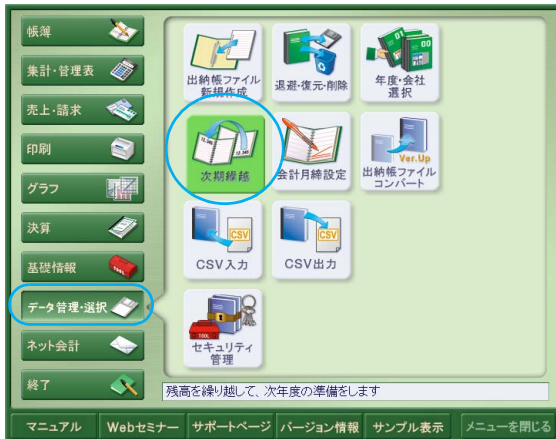 帳簿
集計・管理表
売上・請求
印刷
グラフ
決算
基礎情報
データ管理・選択
ネット会計
終了
出納帳ファイル
新規作成
退避・復元・削除
00
00
年度・会社
選択
12,345
12,345
次期繰越
会計月締設定
Ver.Up
出納帳ファイル
コンバート
CSV
CSV入力
CSV
CSV出力
TOOL
セキュリティ
管理
残高を繰り越して、次年度の準備をします
マニュアル
Webセミナー
サポートページ
バージョン情報
サンプル表示
メニューを閉じる